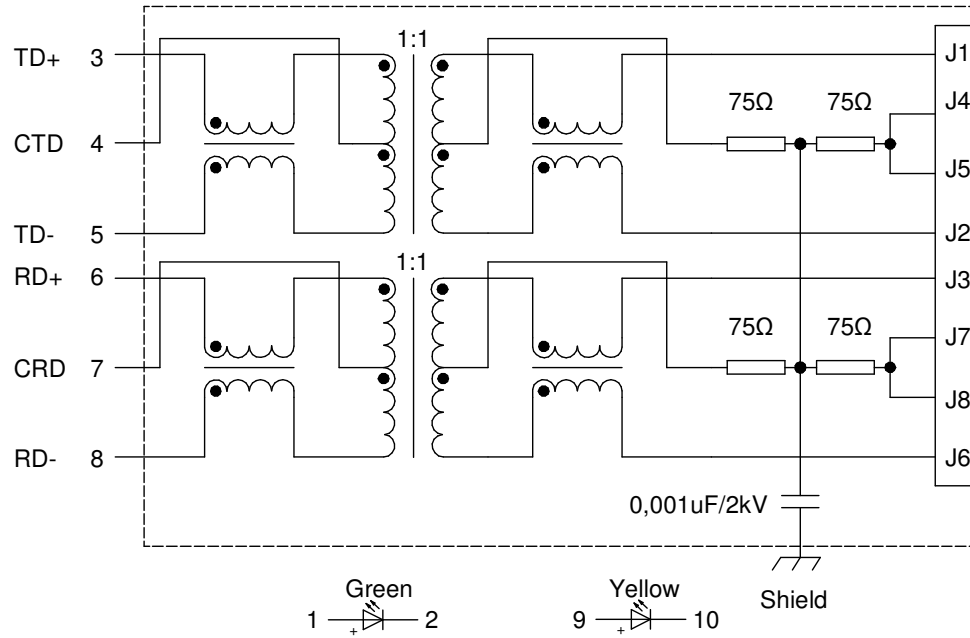 TD+ 3
1:1
J1
75Ω 75Ω
J4
CTD 4
J5
TD- 5
J2
RD+ 6
1:1
J3
75Ω 75Ω
J7
CRD 7
J8
RD- 8
J6
0,001uF/2kV
Shield
Green
1 + 2
Yellow
9 + 10